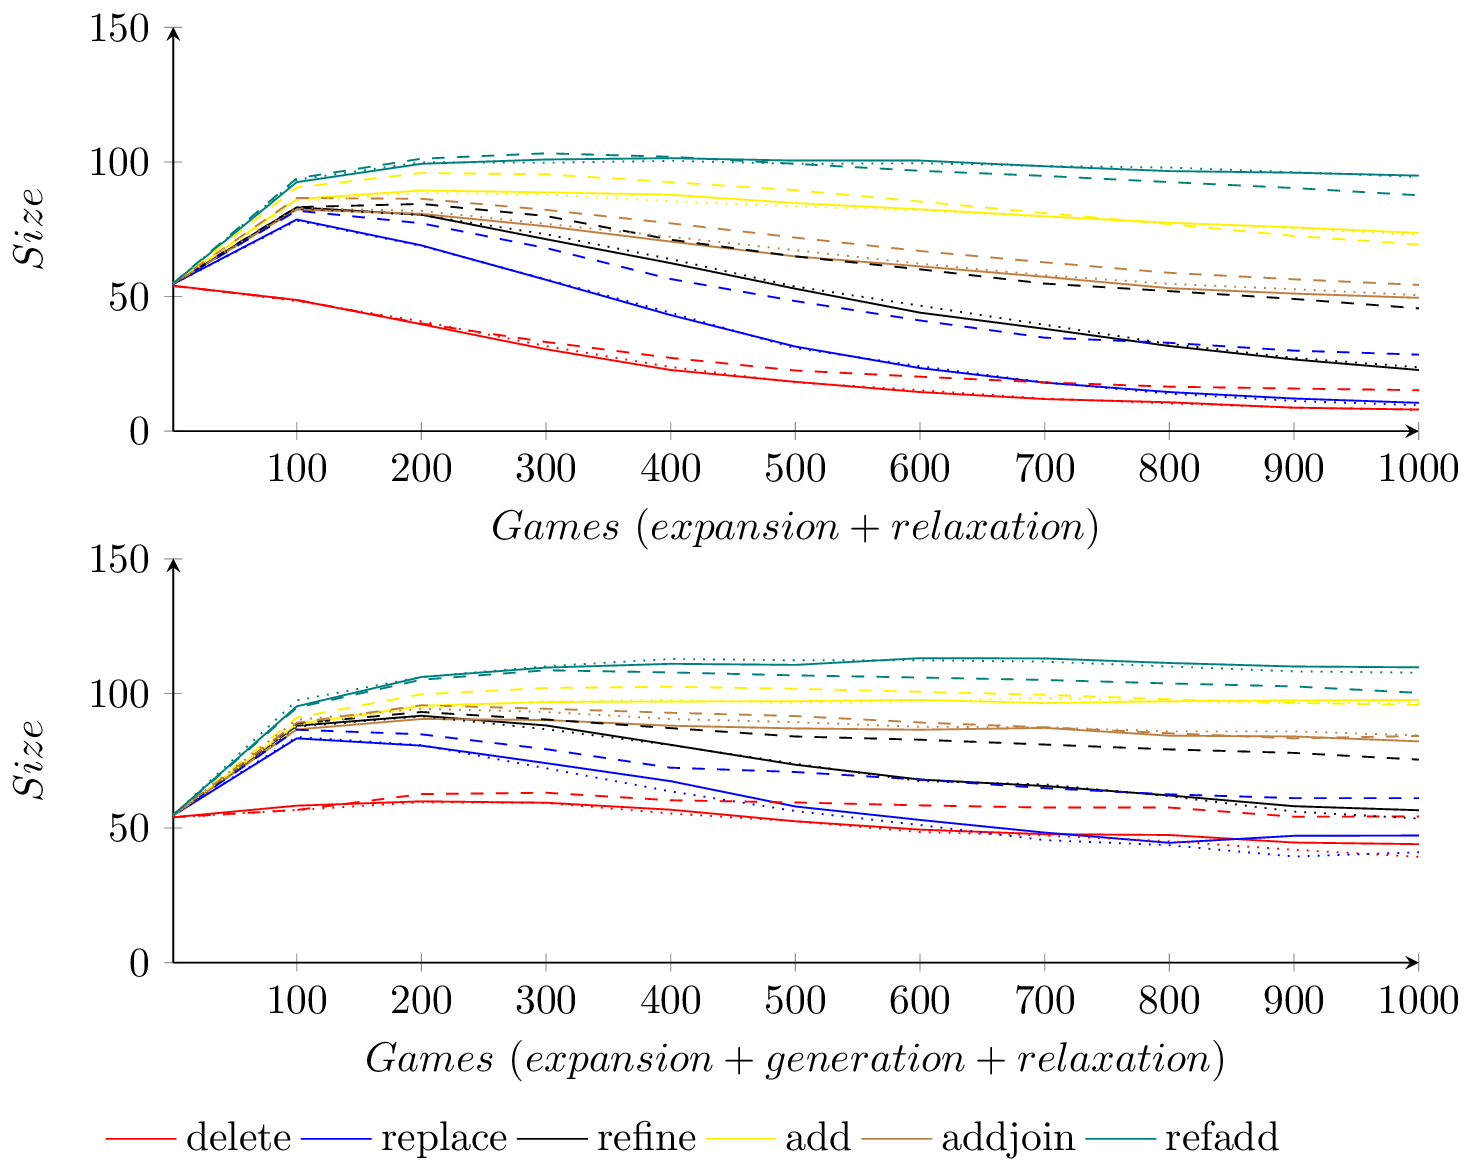 150
100
50
0
Size
100 200 300 400 500 600 700 800 900 1000
Games (expansion + relaxation)
150
100
50
0
Size
100 200 300 400 500 600 700 800 900 1000
Games (expansion + generation + relaxation)
delete replace refine add addjoin refadd